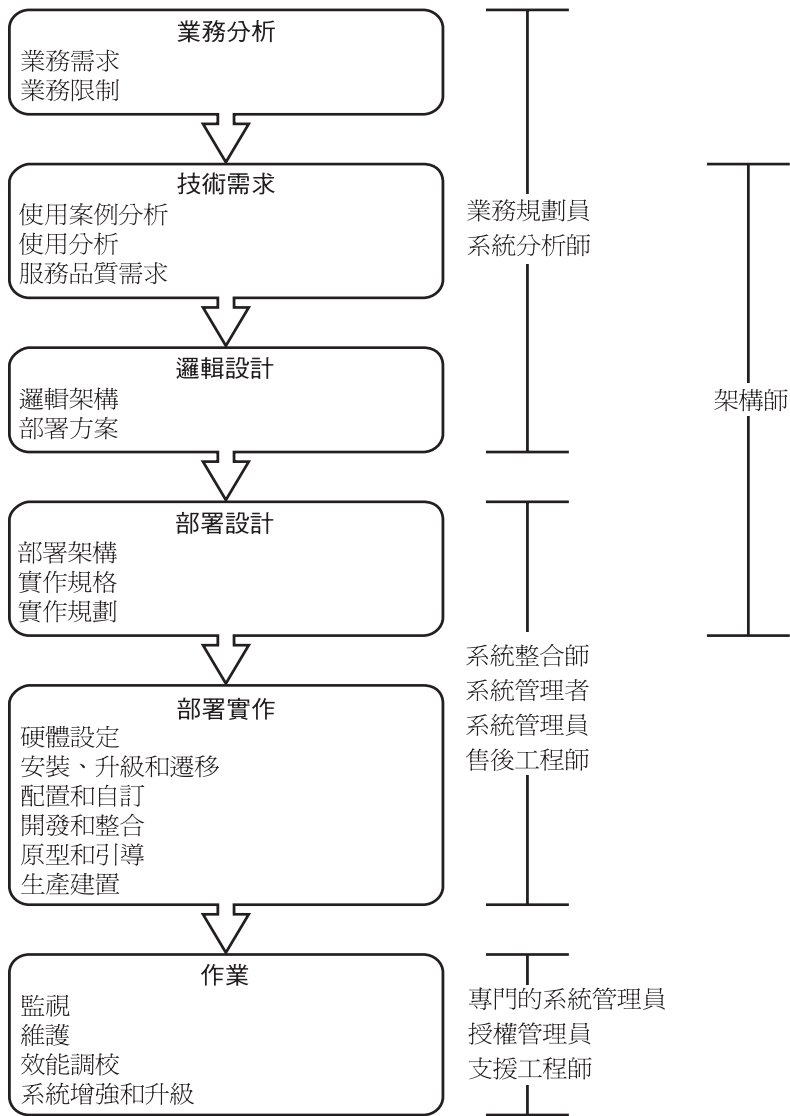 業務分析
業務需求
業務限制
技術需求
使用案例分析
使用分析
服務品質需求
邏輯設計
邏輯架構
部署方案
業務規劃員
系統分析師
架構師
部署設計
部署架構
實作規格
實作規劃
部署實作
硬體設定
安裝、升級和遷移
配置和自訂
開發和整合
原型和引導
生產建置
系統整合師
系統管理者
系統管理員
售後工程師
作業
監視
維護
效能調校
系統增強和升級
專門的系統管理員
授權管理員
支援工程師